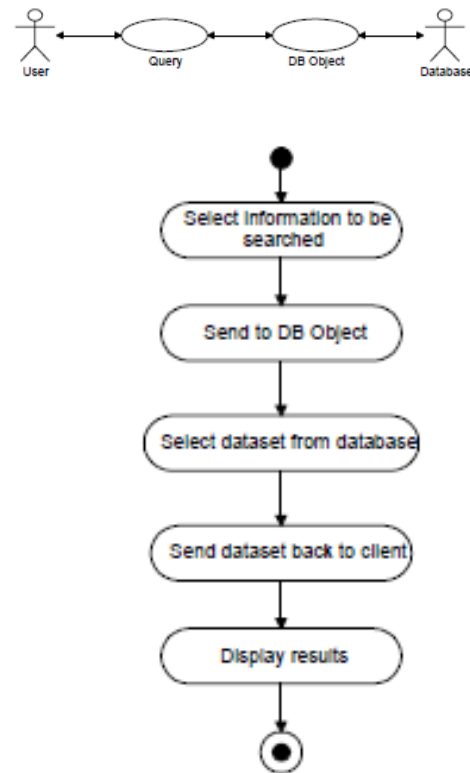 User
Query
DB Object
Database
Select information to be
searched
Send to DB Object
Select dataset from database
Send dataset back to client
Display results